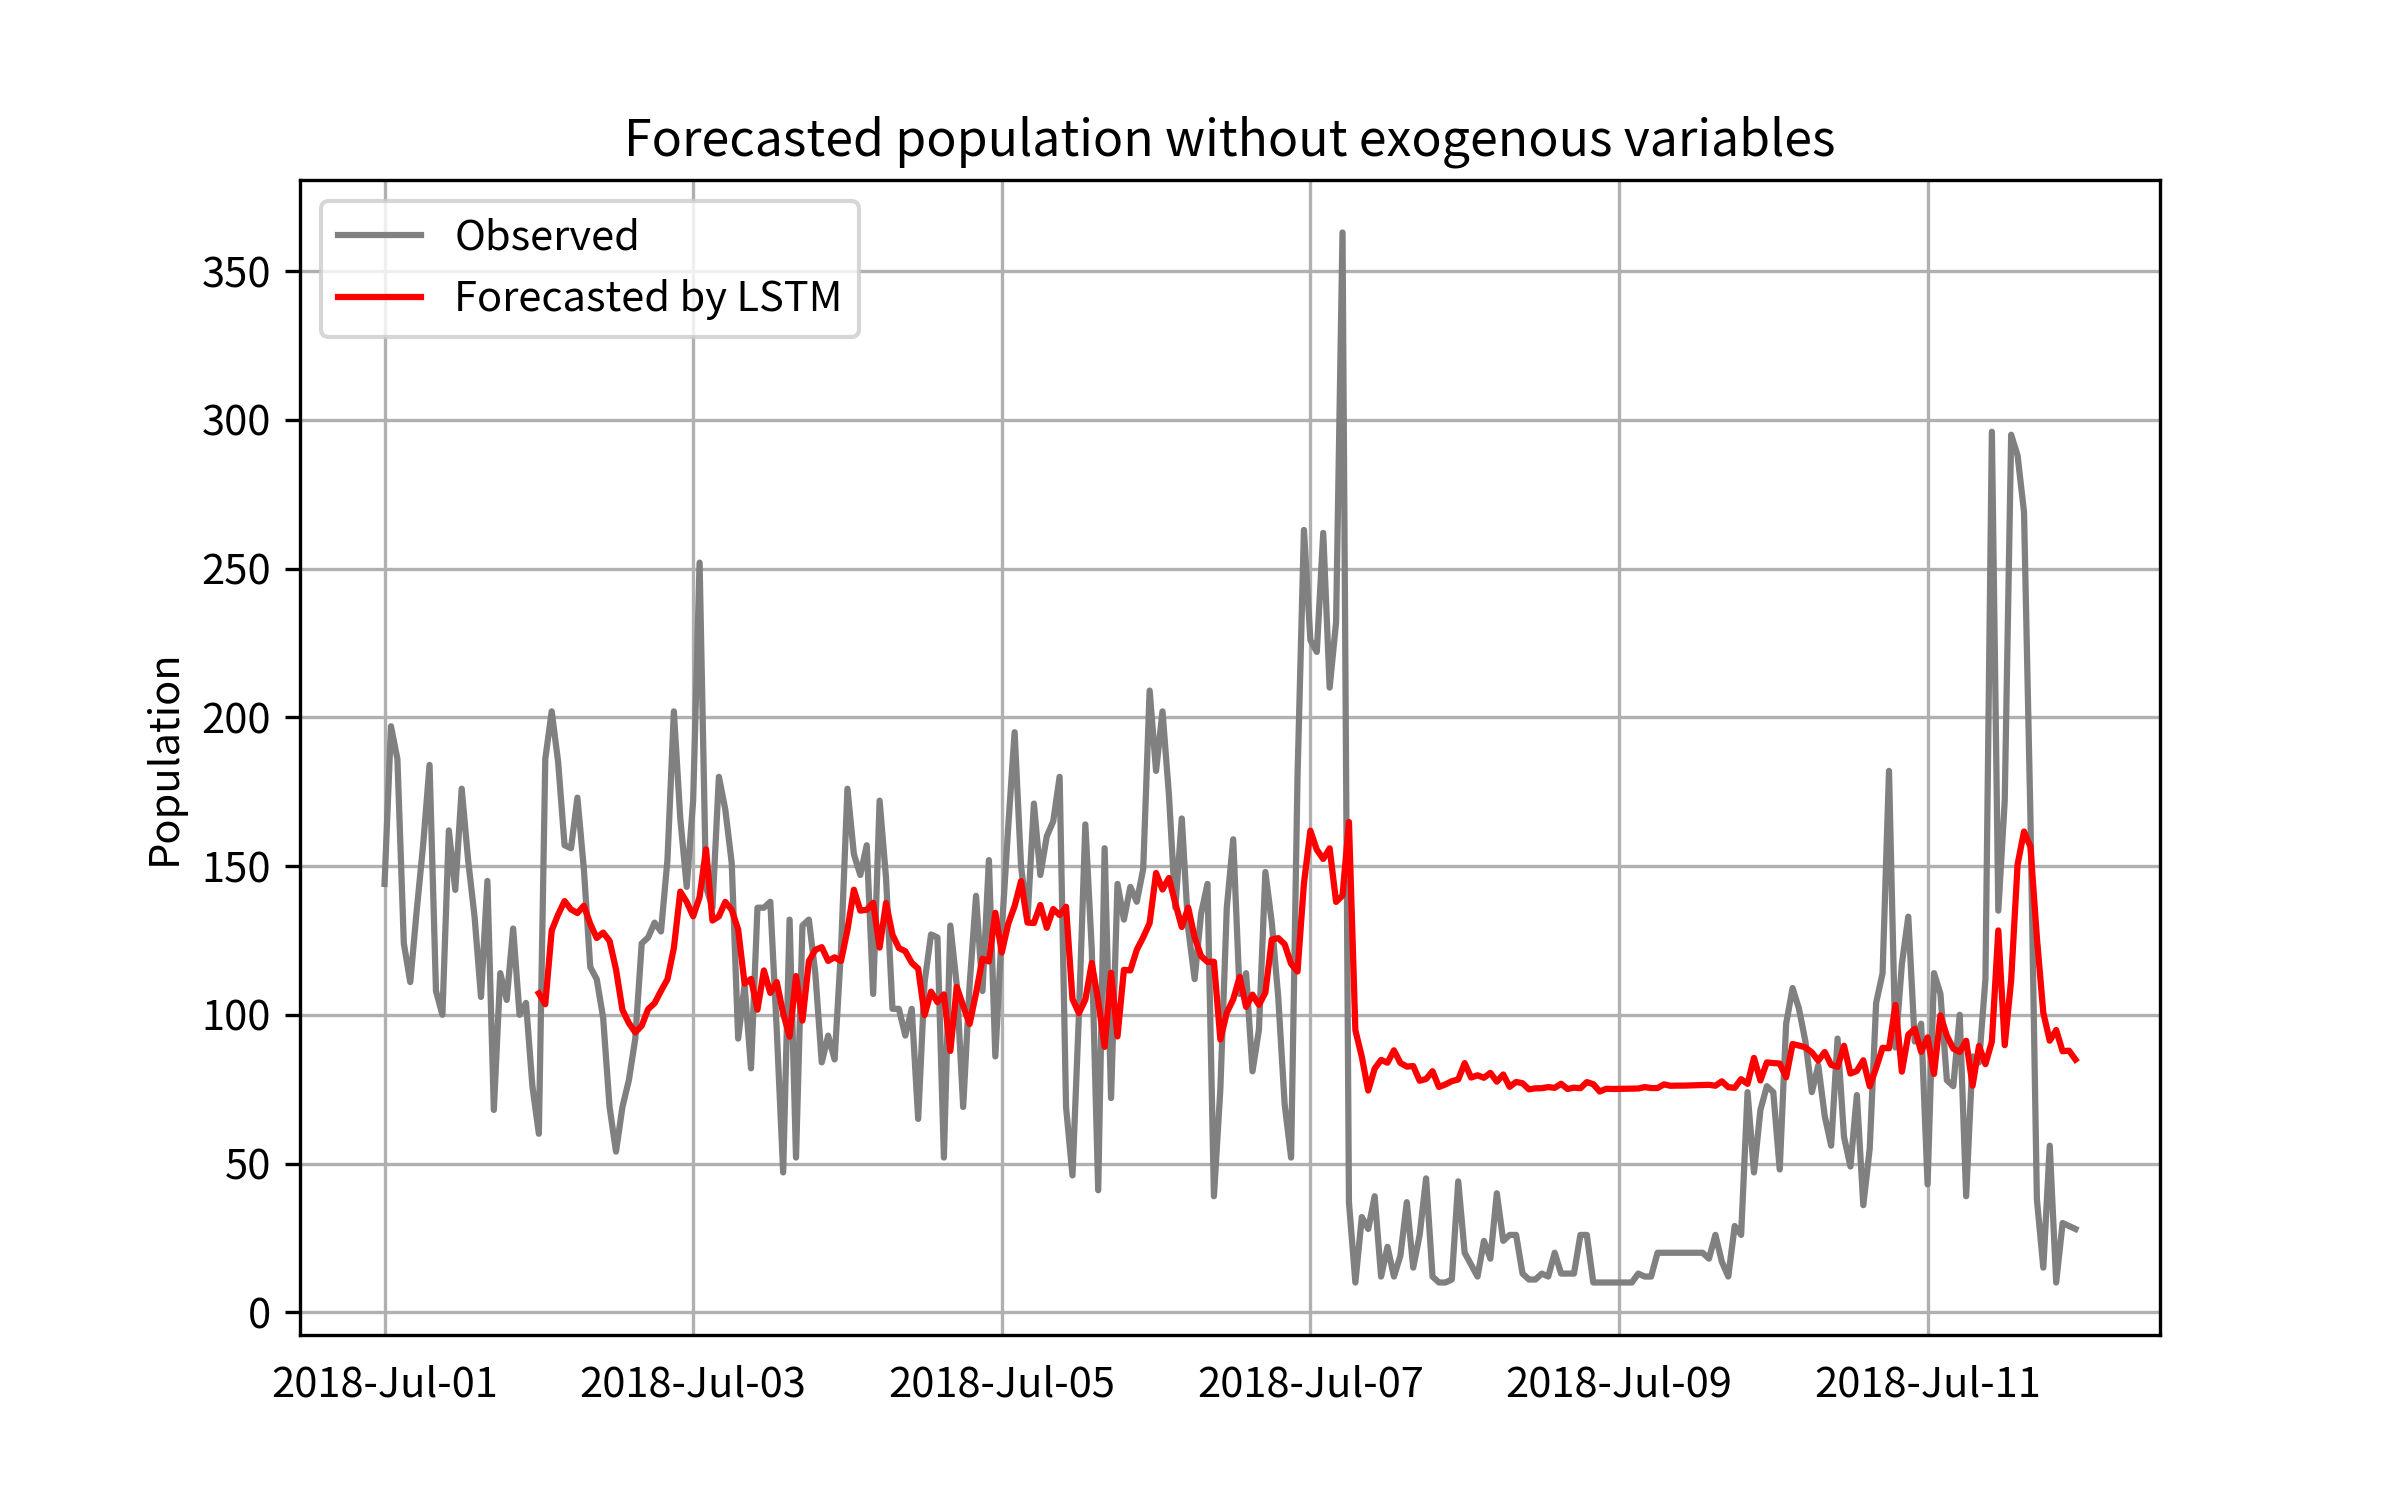 Forecasted population without exogenous variables
Observed
Forecasted by LSTM
Population
350
300
250
200
150
100
50
0
2018-Jul-01 2018-Jul-03 2018-Jul-05 2018-Jul-07 2018-Jul-09 2018-Jul-11